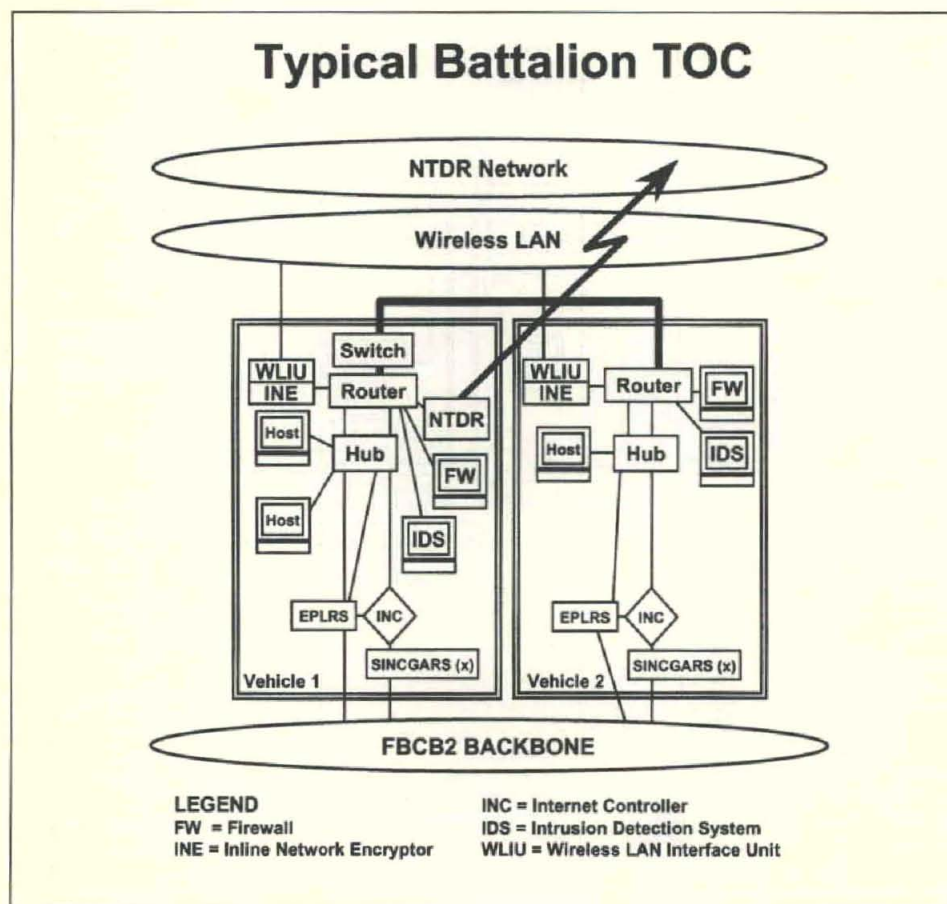 Typical Battalion TOC
NTDR Network
Wireless LAN
Switch
WLIU
INE
Router
NTDR
Host
Hub
FW
Host
IDS
EPLRS
INC
SINCGARS (x)
Vehicle 1
WLIU
INE
Router
FW
Host
Hub
IDS
EPLRS
INC
SINCGARS (x)
Vehicle 2
FBCB2 BACKBONE
LEGEND
FW = Firewall
INE = Inline Network Encryptor
INC = Internet Controller
IDS = Intrusion Detection System
WLIU = Wireless LAN Interface Unit